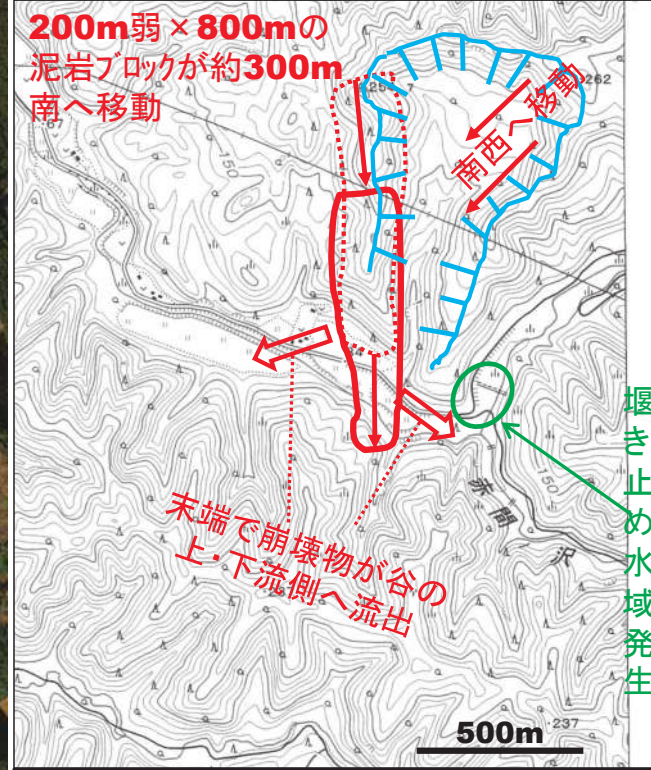 200m弱×800mの
泥岩ブロックが約300m
南へ移動
262
南西へ移動
150
末端で崩壊物が谷の
上・下流側へ流出
赤間ノ沢
150
堰き止め水域発生
500m
237